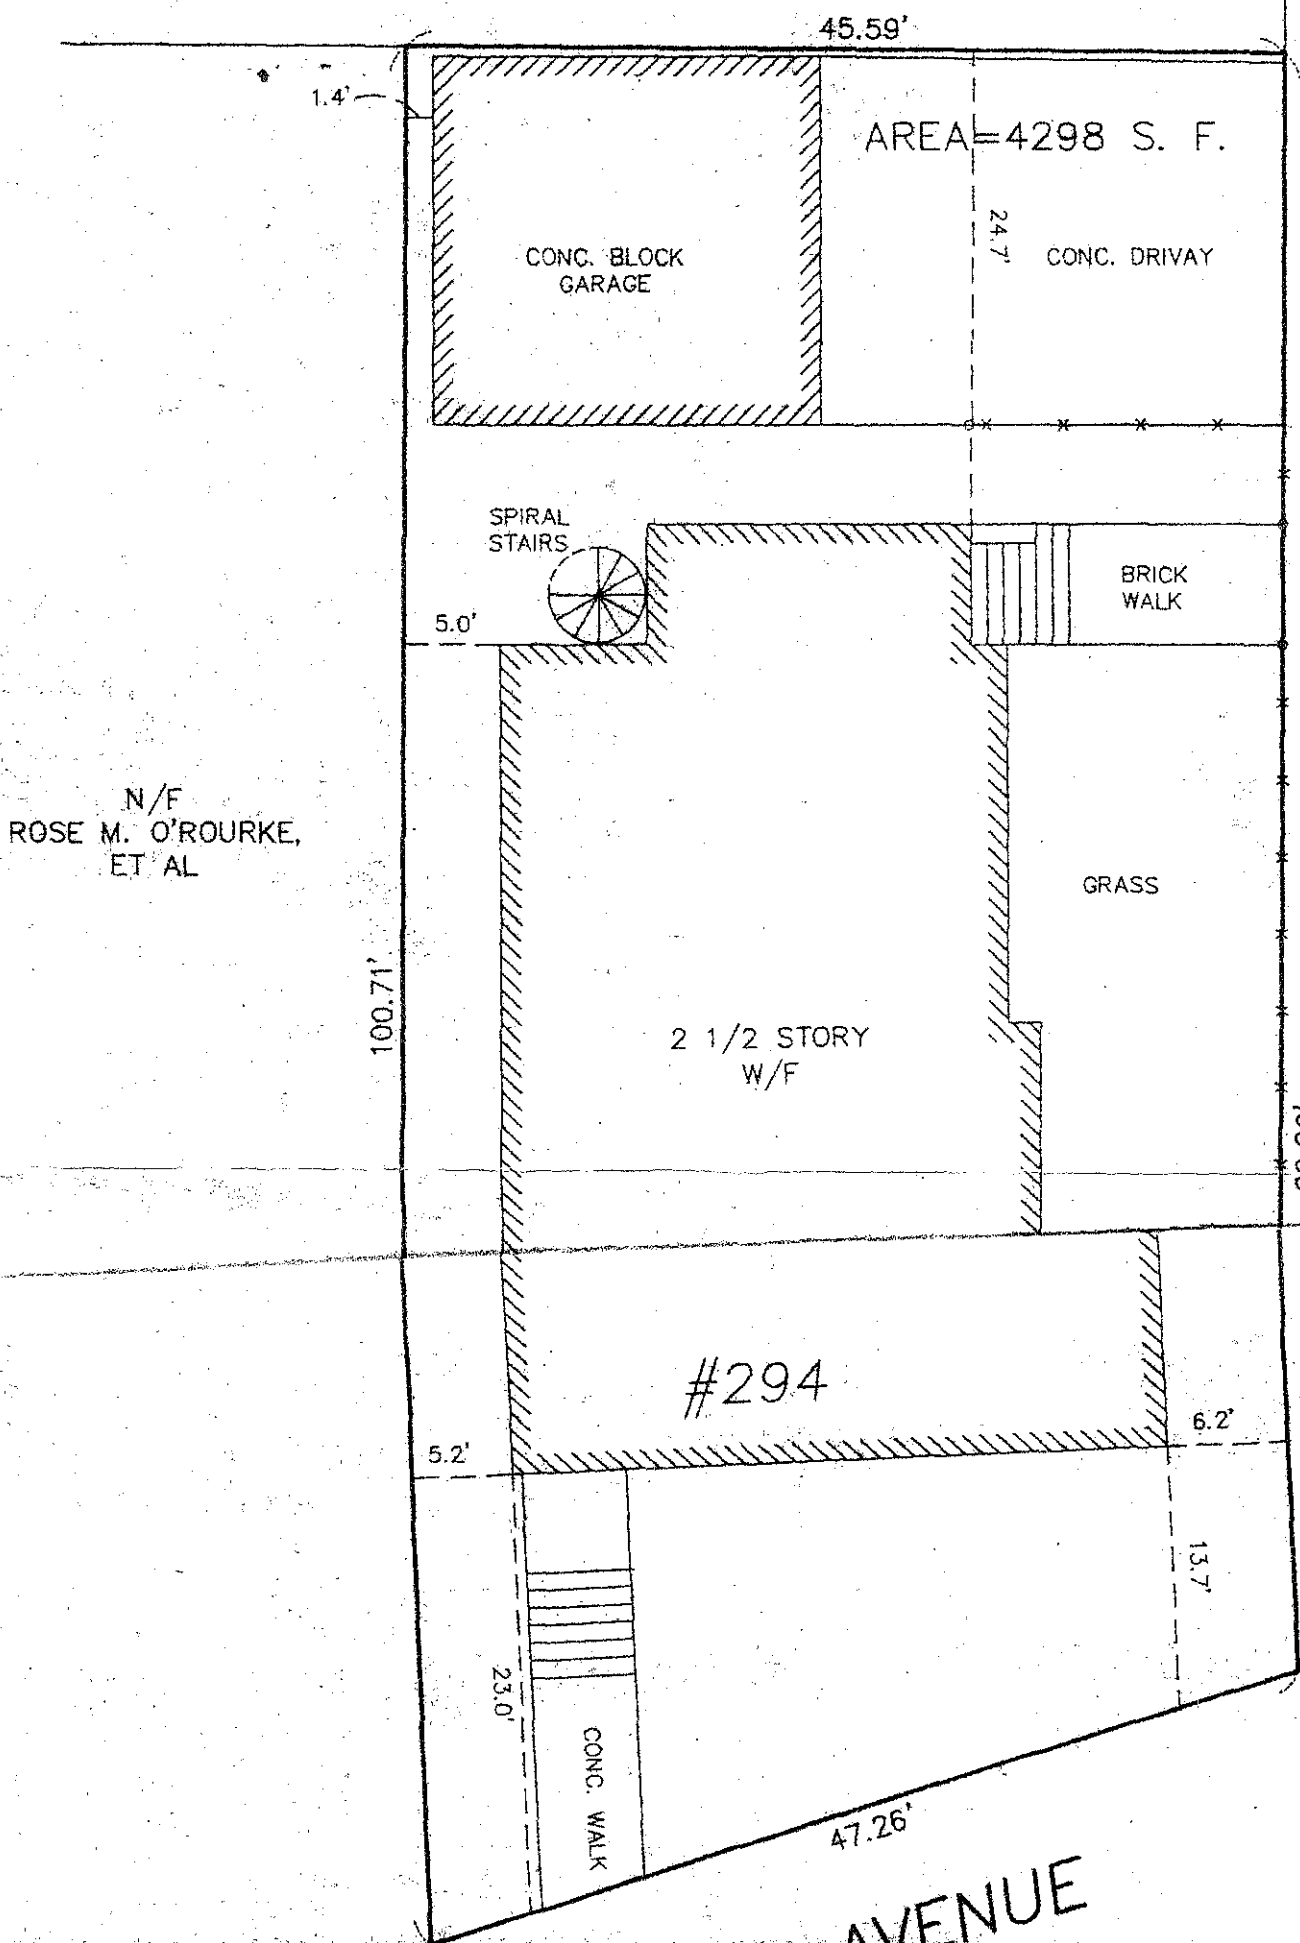 45.59'
1.4'
AREA=4298 S. F.
24.7'
CONC. BLOCK
GARAGE
CONC. DRIVAY
SPIRAL
STAIRS
BRICK
WALK
5.0'
N/F
ROSE M. O'ROURKE,
ET AL
GRASS
100.71'
2 1/2 STORY
W/F
#294
5.2'
6.2'
13.7'
23.0'
CONC. WALK
47.26'
AVENUE